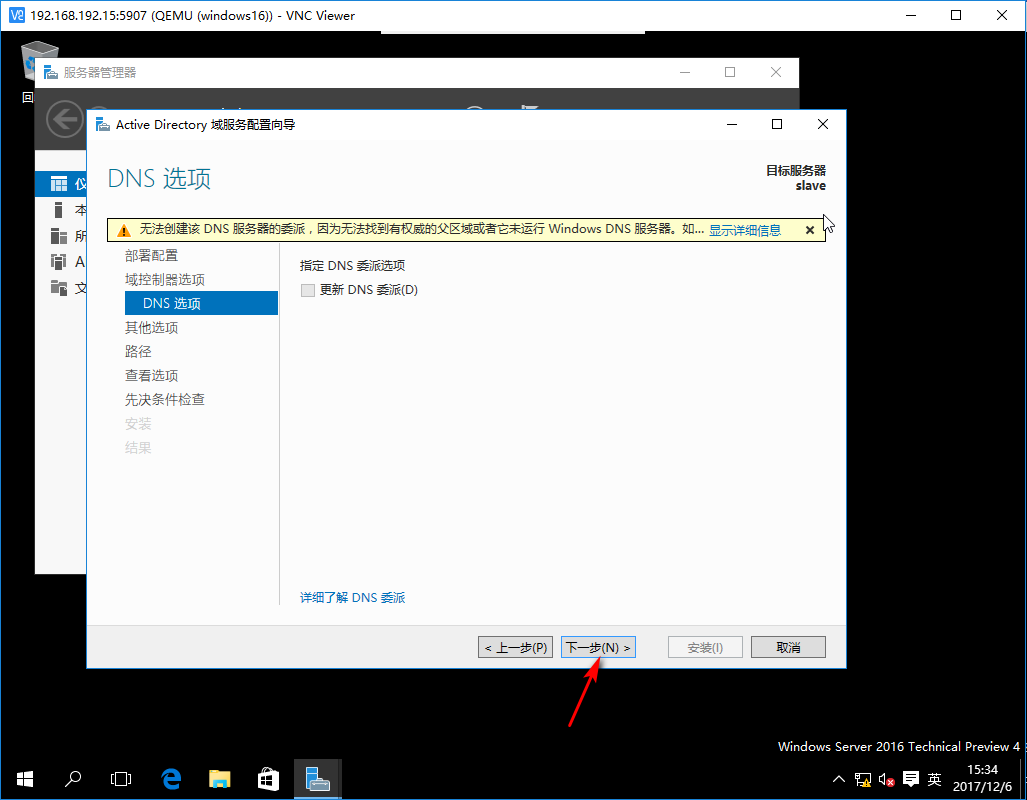 192.168.192.15:5907 (QEMU (windows16)) - VNC Viewer
回
服务器管理器
Active Directory 域服务配置向导
DNS 选项
目标服务器
slave
无法创建该 DNS 服务器的委派，因为无法找到有权威的父区域或者它未运行 Windows DNS 服务器。如... 显示详细信息
仪
本
所
A
文
部署配置
域控制器选项
DNS 选项
其他选项
路径
查看选项
先决条件检查
安装
结果
指定 DNS 委派选项
更新 DNS 委派(D)
详细了解 DNS 委派
< 上一步(P)
下一步(N) >
安装(I)
取消
Windows Server 2016 Technical Preview 4
英
15:34
2017/12/6